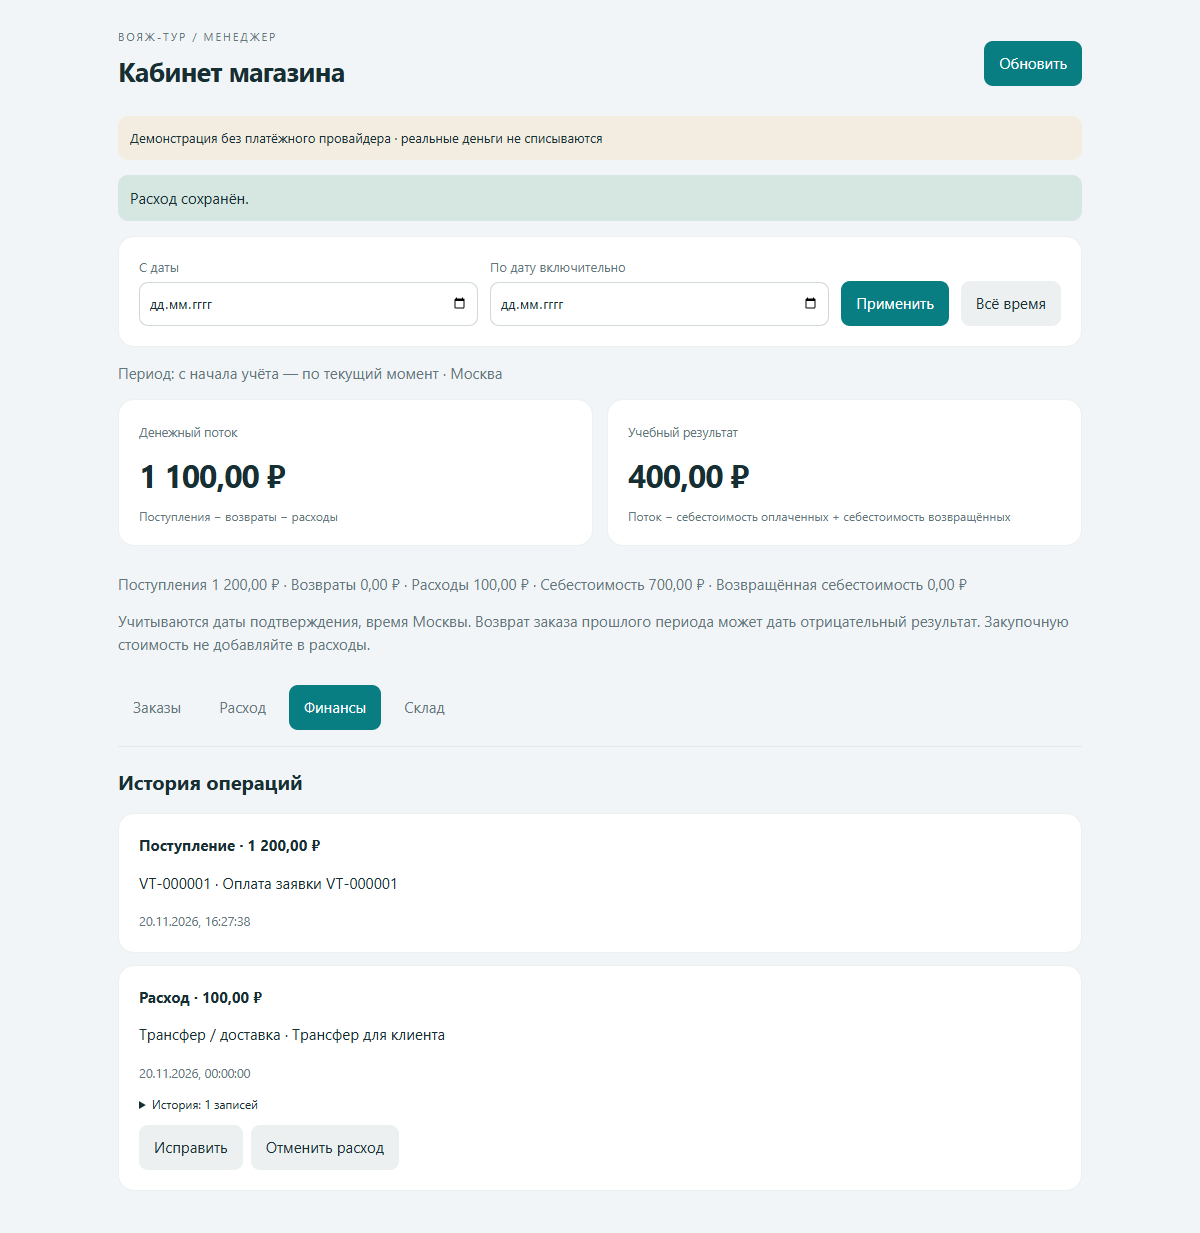 ВОЯЖ-ТУР / МЕНЕДЖЕР
Кабинет магазина
Обновить
Демонстрация без платёжного провайдера · реальные деньги не списываются
Расход сохранён.
С даты
По дату включительно
дд.мм.гггг
дд.мм.гггг
Применить
Всё время
Период: с начала учёта — по текущий момент · Москва
Денежный поток
1 100,00 ₽
Поступления − возвраты − расходы
Учебный результат
400,00 ₽
Поток − себестоимость оплаченных + себестоимость возвращённых
Поступления 1 200,00 ₽ · Возвраты 0,00 ₽ · Расходы 100,00 ₽ · Себестоимость 700,00 ₽ · Возвращённая себестоимость 0,00 ₽
Учитываются даты подтверждения, время Москвы. Возврат заказа прошлого периода может дать отрицательный результат. Закупочную
стоимость не добавляйте в расходы.
Заказы
Расход
Финансы
Склад
История операций
Поступление · 1 200,00 ₽
VT-000001 · Оплата заявки VT-000001
20.11.2026, 16:27:38
Расход · 100,00 ₽
Трансфер / доставка · Трансфер для клиента
20.11.2026, 00:00:00
История: 1 записей
Исправить
Отменить расход